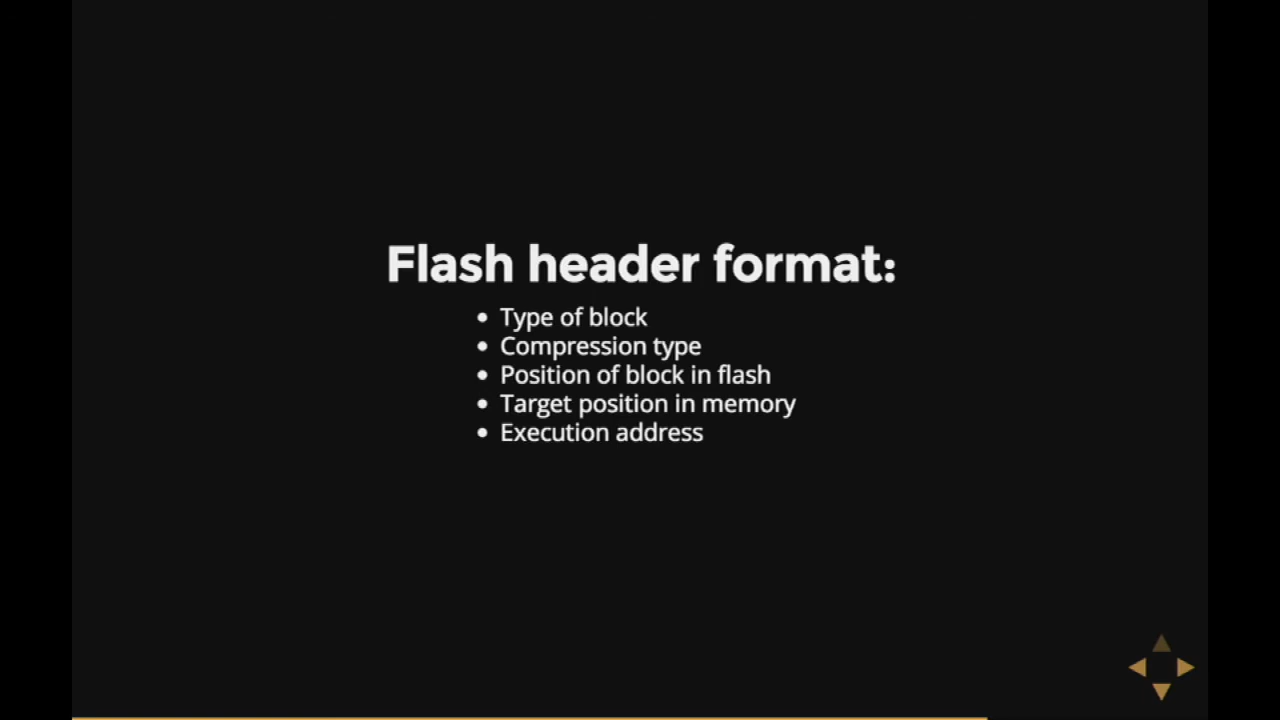 Flash header format:
Type of block
Compression type
Position of block in flash
Target position in memory
Execution address